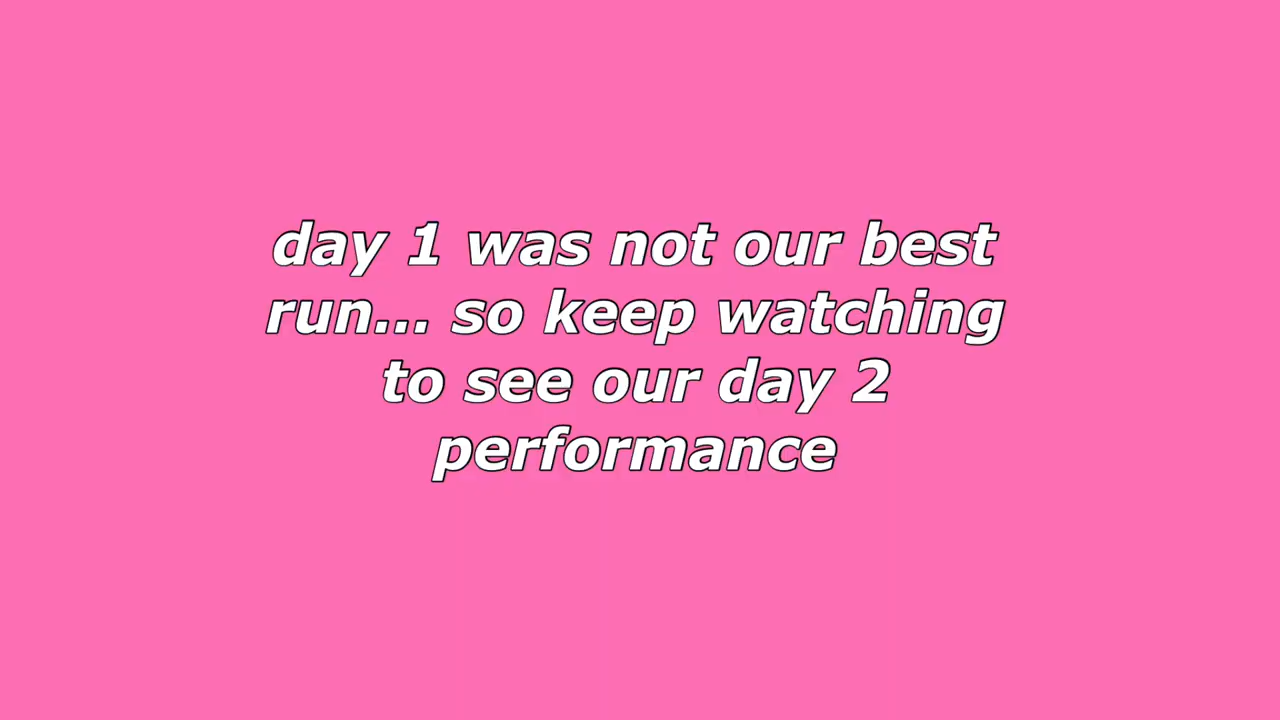 day 1 was not our best
run... so keep watching
to see our day 2
performance